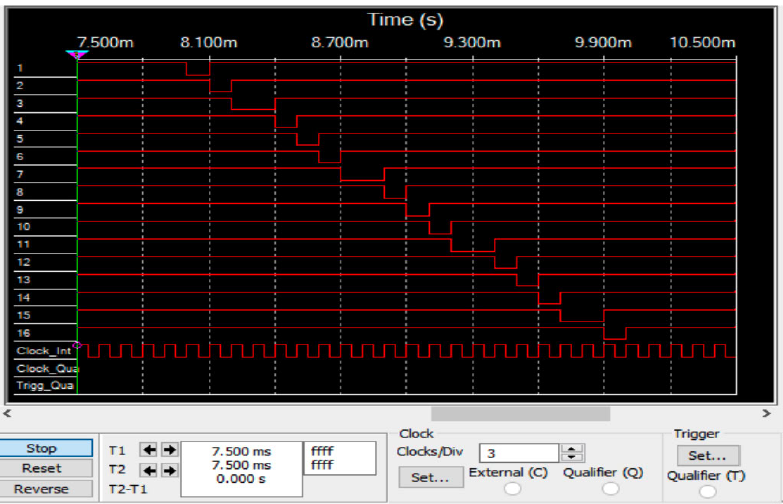 Time (s)
7.500m 8.100m 8.700m 9.300m 9.900m 10.500m
1
2
3
4
5
6
7
8
9
10
11
12
13
14
15
16
Clock_Int
Clock_Qua
Trigg_Qua
Stop
Reset
Reverse
T1 7.500 ms ffff
T2 7.500 ms ffff
T2-T1 0.000 s
Clock
Clocks/Div 3
Set... External (C) Qualifier (Q)
Trigger
Set...
Qualifier (T)